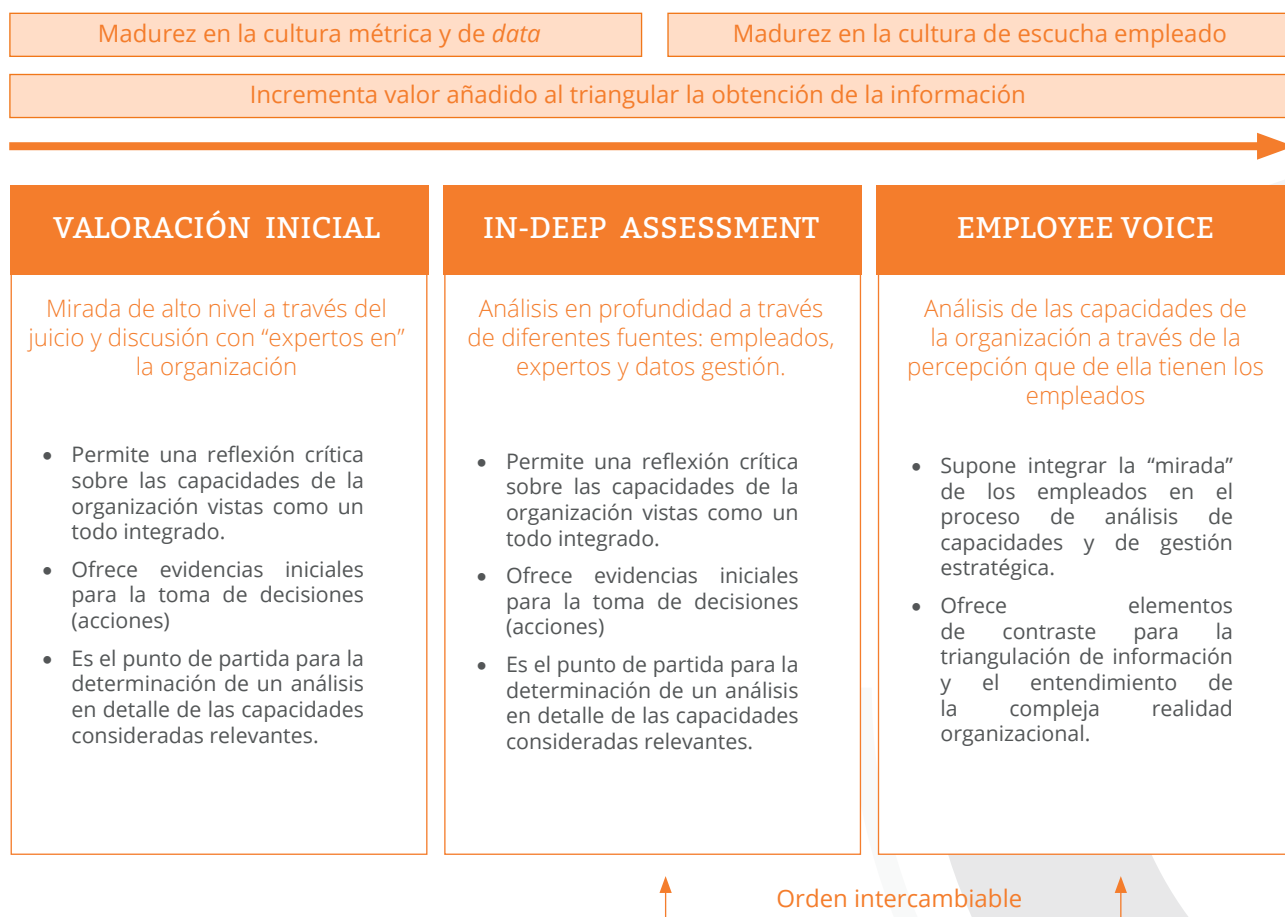 Madurez en la cultura métrica y de data
Madurez en la cultura de escucha empleado
Incrementa valor añadido al triangular la obtención de la información
VALORACIÓN INICIAL
Mirada de alto nivel a través del
juicio y discusión con “expertos en”
la organización
• Permite una reflexión crítica
sobre las capacidades de la
organización vistas como un
todo integrado.
• Ofrece evidencias iniciales
para la toma de decisiones
(acciones)
• Es el punto de partida para la
determinación de un análisis
en detalle de las capacidades
consideradas relevantes.
IN-DEEP ASSESSMENT
Análisis en profundidad a través
de diferentes fuentes: empleados,
expertos y datos gestión.
• Permite una reflexión crítica
sobre las capacidades de la
organización vistas como un
todo integrado.
• Ofrece evidencias iniciales
para la toma de decisiones
(acciones)
• Es el punto de partida para la
determinación de un análisis
en detalle de las capacidades
consideradas relevantes.
EMPLOYEE VOICE
Análisis de las capacidades de
la organización a través de la
percepción que de ella tienen los
empleados
• Supone integrar la “mirada”
de los empleados en el
proceso de análisis de
capacidades y de gestión
estratégica.
• Ofrece elementos
de contraste para la
triangulación de información
y el entendimiento de
la compleja realidad
organizacional.
Orden intercambiable